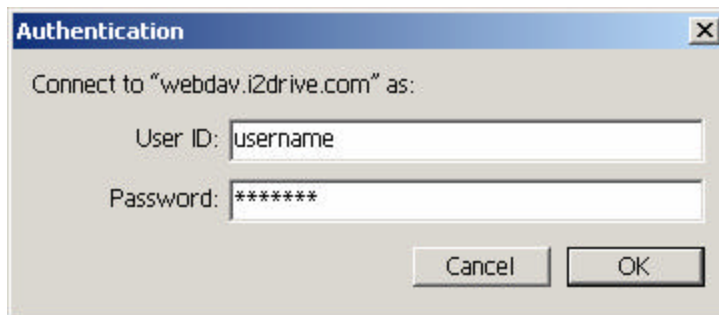 Authentication
Connect to “webdav.i2drive.com” as:
User ID: username
Password: *******
Cancel OK